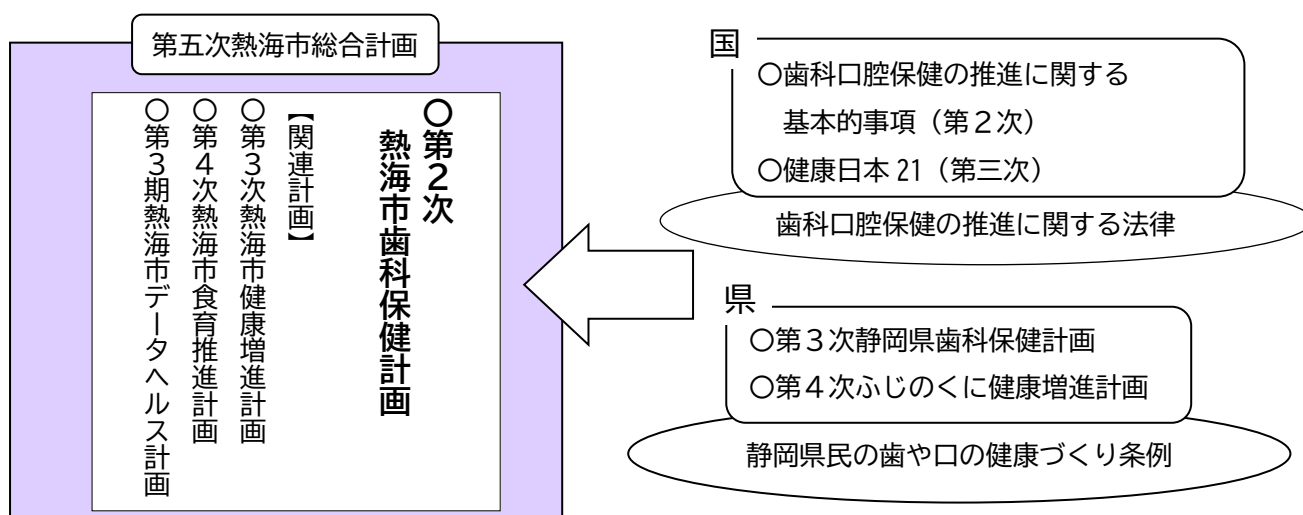 第五次熱海市総合計画
〇第２次
熱海市歯科保健計画
【関連計画】
〇第３次熱海市健康増進計画
〇第４次熱海市食育推進計画
〇第３期熱海市データヘルス計画
国
〇歯科口腔保健の推進に関する
基本的事項（第２次）
〇健康日本 21（第三次）
歯科口腔保健の推進に関する法律
県
〇第３次静岡県歯科保健計画
〇第４次ふじのくに健康増進計画
静岡県民の歯や口の健康づくり条例